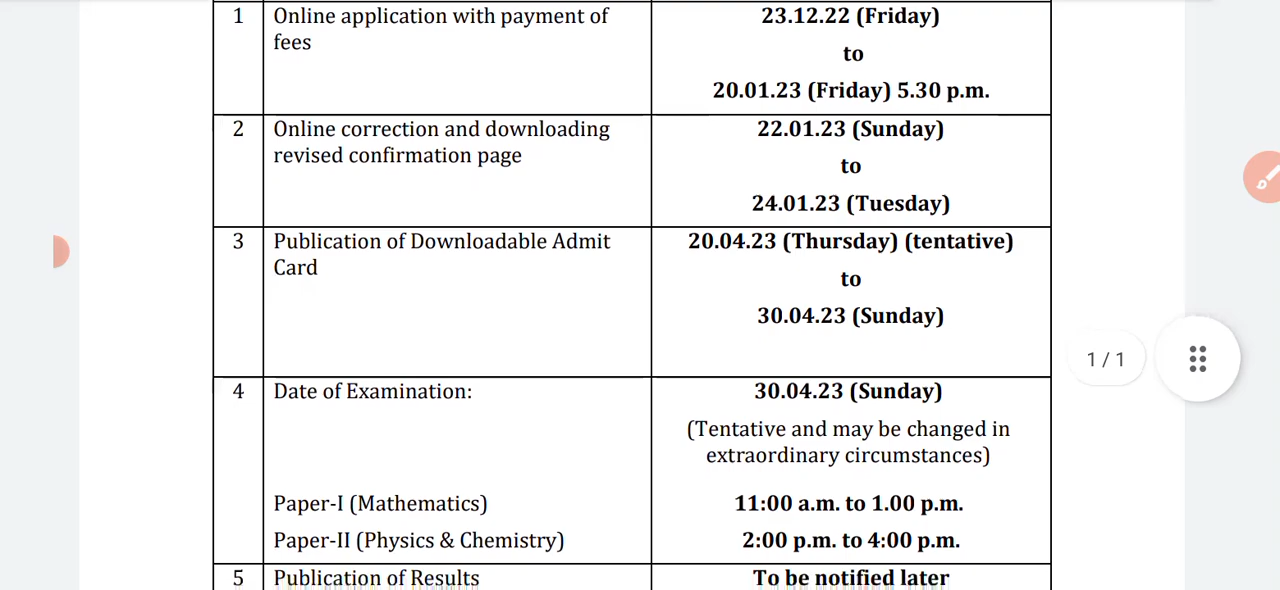 1 Online application with payment of fees
23.12.22 (Friday)
to
20.01.23 (Friday) 5.30 p.m.
2 Online correction and downloading revised confirmation page
22.01.23 (Sunday)
to
24.01.23 (Tuesday)
3 Publication of Downloadable Admit Card
20.04.23 (Thursday) (tentative)
to
30.04.23 (Sunday)
4 Date of Examination:
30.04.23 (Sunday)
(Tentative and may be changed in
extraordinary circumstances)
Paper-I (Mathematics) 11:00 a.m. to 1.00 p.m.
Paper-II (Physics & Chemistry) 2:00 p.m. to 4:00 p.m.
5 Publication of Results To be notified later
1 / 1